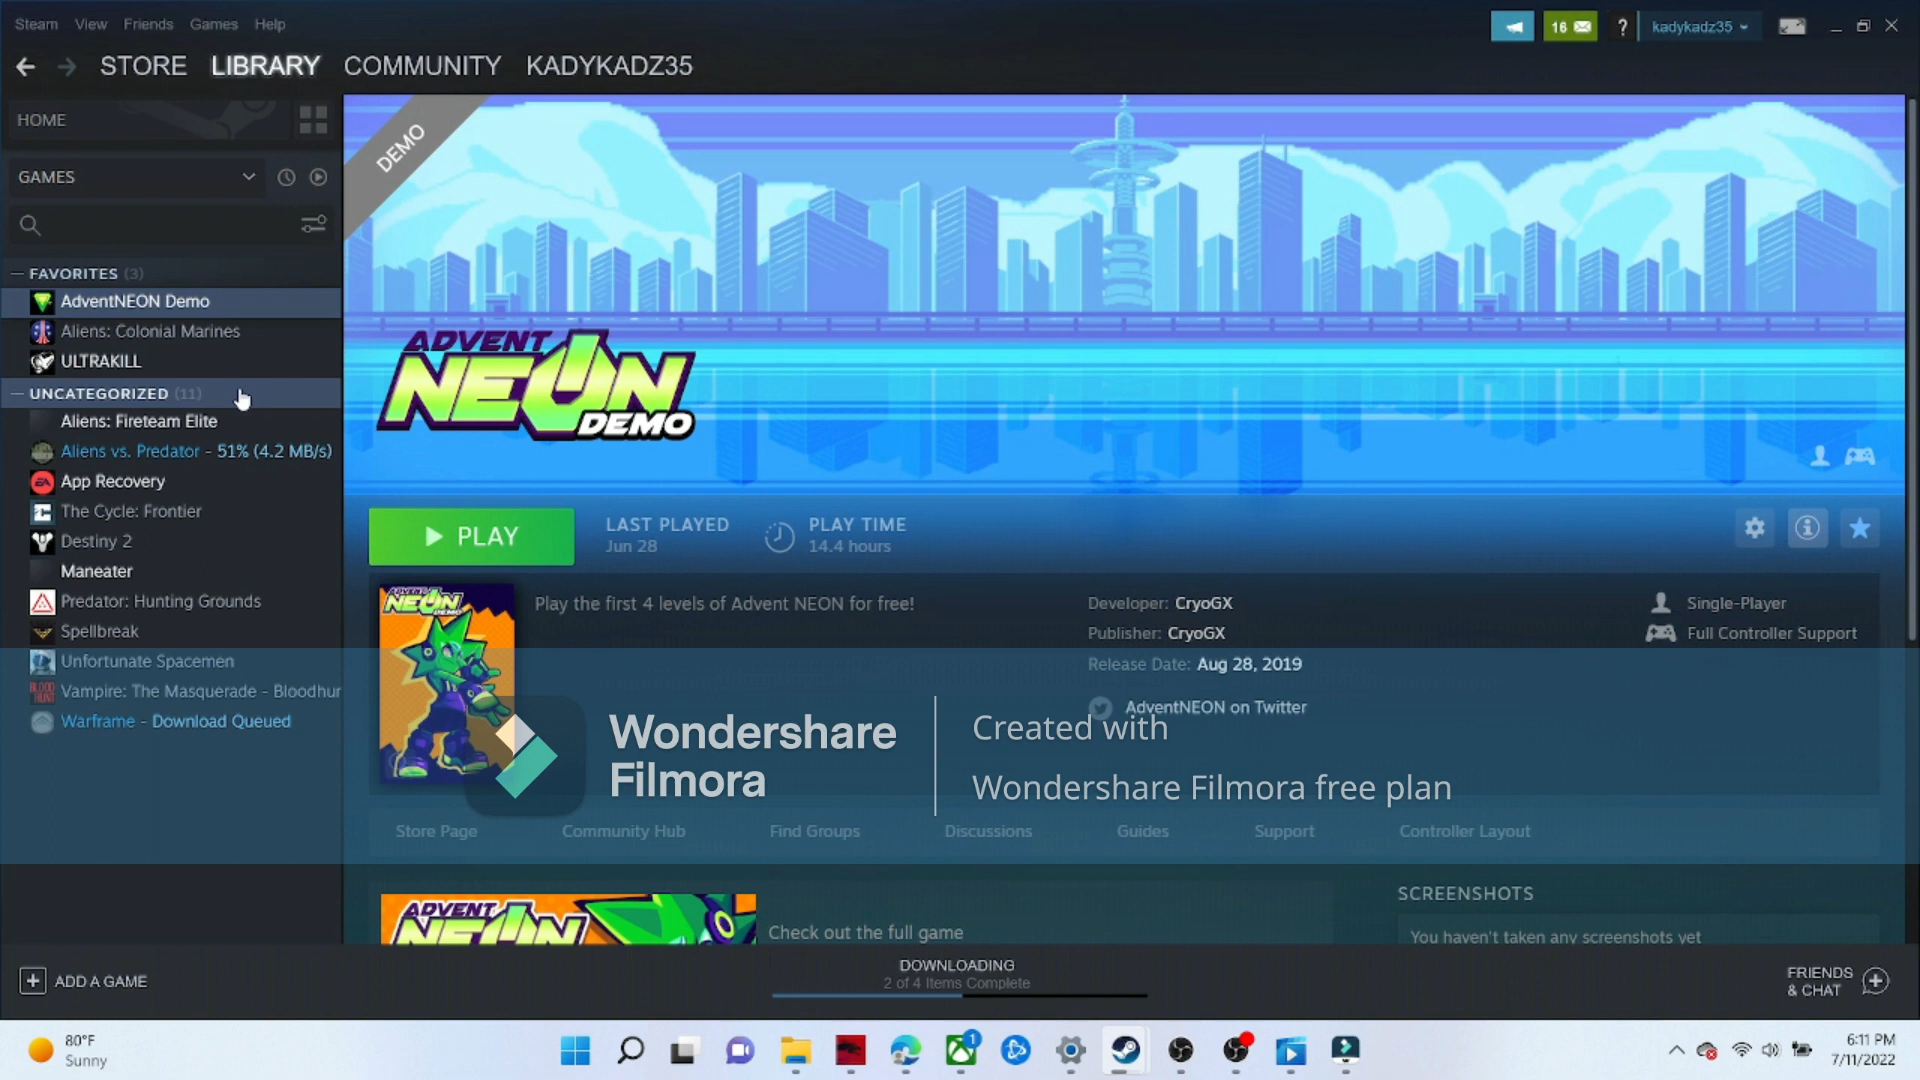 Steam View Friends Games Help
16
?
kadykadz35
STORE LIBRARY COMMUNITY KADYKADZ35
HOME
GAMES
FAVORITES (3)
AdventNEON Demo
Aliens: Colonial Marines
ULTRAKILL
UNCATEGORIZED (11)
Aliens: Fireteam Elite
Aliens vs. Predator - 51% (4.2 MB/s)
App Recovery
The Cycle: Frontier
Destiny 2
Maneater
Predator: Hunting Grounds
Spellbreak
Unfortunate Spacemen
Vampire: The Masquerade - Bloodhun
Warframe - Download Queued
DEMO
ADVENT
NEON
DEMO
PLAY
LAST PLAYED
Jun 28
PLAY TIME
14.4 hours
ADVENT
NEON
DEMO
Play the first 4 levels of Advent NEON for free!
Developer: CryoGX
Publisher: CryoGX
Release Date: Aug 28, 2019
AdventNEON on Twitter
Single-Player
Full Controller Support
Wondershare
Filmora
Created with
Wondershare Filmora free plan
Store Page Community Hub Find Groups Discussions Guides Support Controller Layout
ADVENT
NEON
Check out the full game
SCREENSHOTS
You haven't taken any screenshots yet
ADD A GAME
DOWNLOADING
2 of 4 Items Complete
FRIENDS
& CHAT
80°F
Sunny
1
6:11 PM
7/11/2022